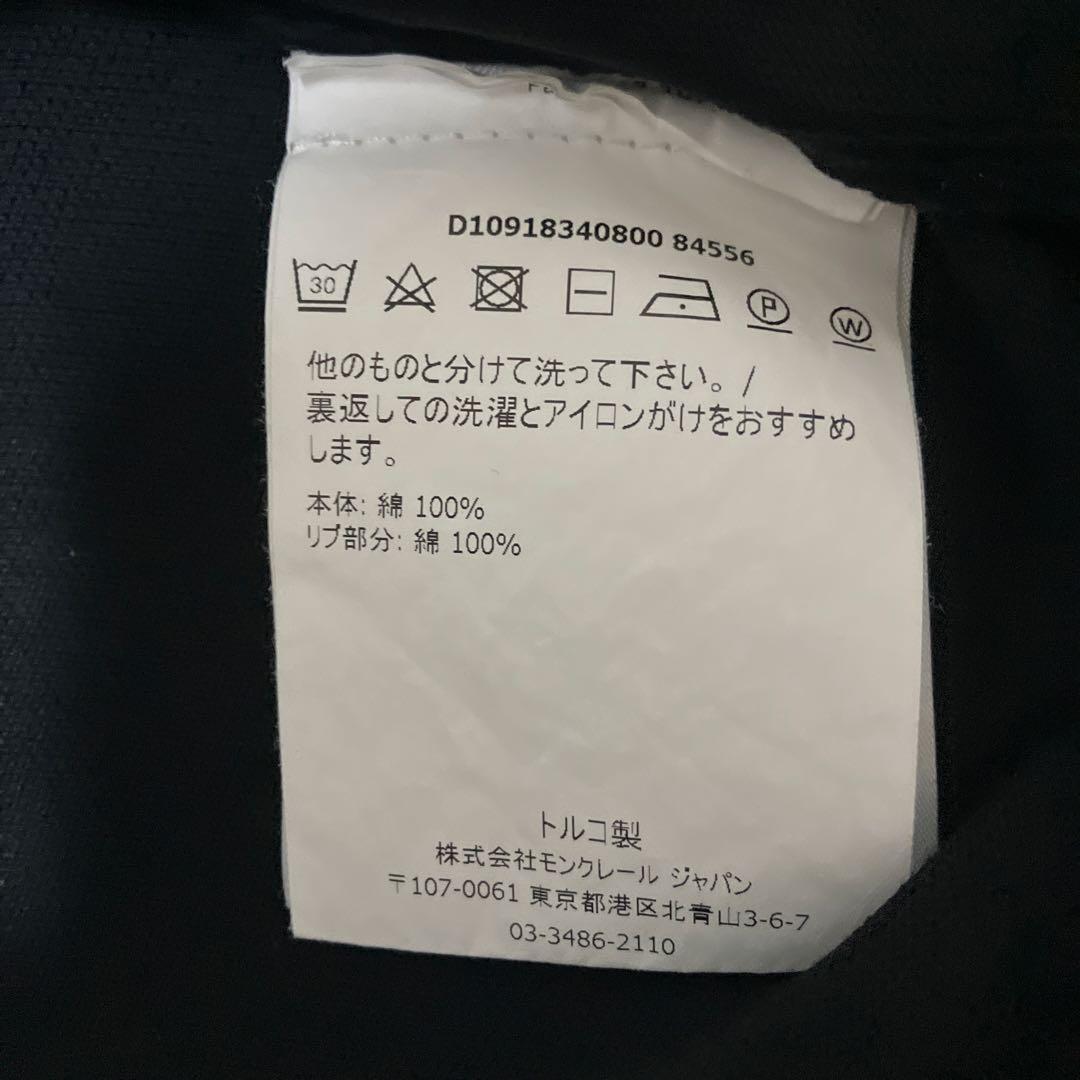 D10918340800 84556
30
P
W
他のものと分けて洗って下さい。/
裏返しての洗濯とアイロンがけをおすすめ
します。
本体: 綿 100%
リブ部分: 綿 100%
トルコ製
株式会社モンクレール ジャパン
〒107-0061 東京都港区北青山3-6-7
03-3486-2110